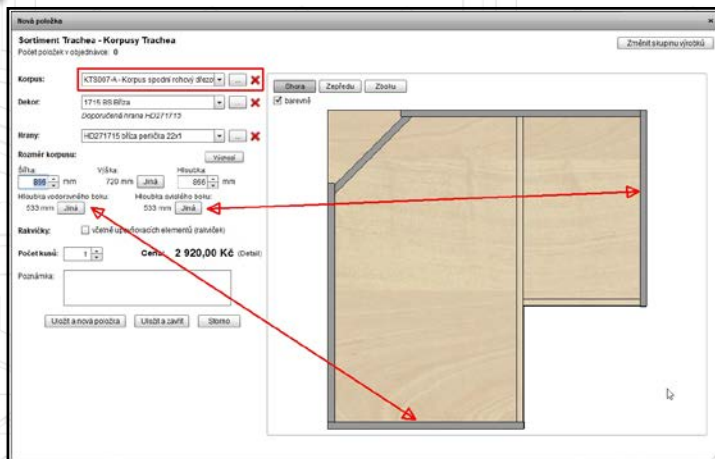 Nová položka
Sortiment Trachea - Korpusy Trachea
Počet položek v objednávce: 0
Změnit skupinu výrobků
Korpus: KTS007-A - Korpus spodní rohový dřezo ...
Dekor: 1715 BS Bříza ...
Doporučená hrana HD271715
Hrany: HD271715 bříza perlička 22x1 ...
Rozměr korpusu: Výchozí
Šířka: Výška: Hloubka:
mm 720 mm Jiná 866 mm
Hloubka vodorovného boku: Hloubka svislého boku:
533 mm Jiná 533 mm Jiná
Rakvičky: včetně upevňovacích elementů (rakviček)
Počet kusů: 1 Cena: 2 920,00 Kč (Detail)
Poznámka:
Uložit a nová položka Uložit a zavřít Storno
Shora Zepředu Zboku
barevně